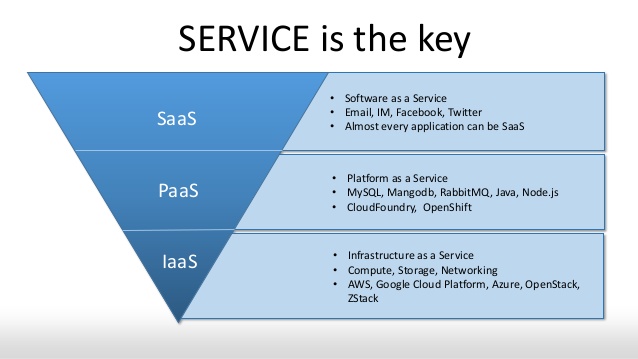 SERVICE is the key
SaaS
• Software as a Service
• Email, IM, Facebook, Twitter
• Almost every application can be SaaS
PaaS
• Platform as a Service
• MySQL, Mangodb, RabbitMQ, Java, Node.js
• CloudFoundry, OpenShift
IaaS
• Infrastructure as a Service
• Compute, Storage, Networking
• AWS, Google Cloud Platform, Azure, OpenStack,
ZStack